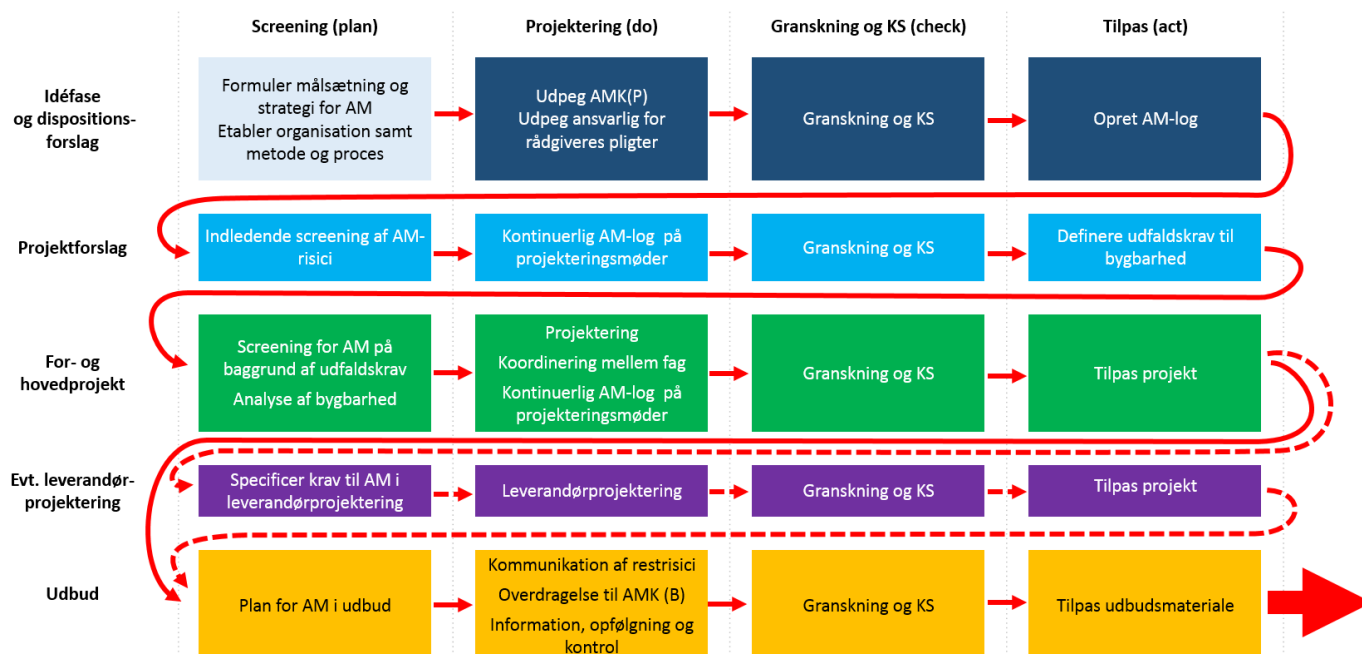 Screening (plan)
Projektering (do)
Granskning og KS (check)
Tilpas (act)
Idéfase
og dispositions-
forslag
Formuler målsætning og
strategi for AM
Etabler organisation samt
metode og proces
Udpeg AMK(P)
Udpeg ansvarlig for
rådgiveres pligter
Granskning og KS
Opret AM-log
Projektforslag
Indledende screening af AM-
risici
Kontinuerlig AM-log på
projekteringsmøder
Granskning og KS
Definere udfaldskrav til
bygbarhed
For- og
hovedprojekt
Screening for AM på
baggrund af udfaldskrav
Analyse af bygbarhed
Projektering
Koordinering mellem fag
Kontinuerlig AM-log på
projekteringsmøder
Granskning og KS
Tilpas projekt
Evt. leverandør-
projektering
Specificer krav til AM i
leverandørprojektering
Leverandørprojektering
Granskning og KS
Tilpas projekt
Udbud
Plan for AM i udbud
Kommunikation af restrisici
Overdragelse til AMK (B)
Information, opfølgning og
kontrol
Granskning og KS
Tilpas udbudsmateriale